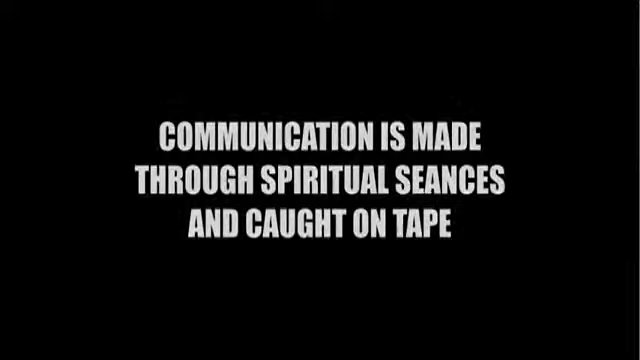 COMMUNICATION IS MADE
THROUGH SPIRITUAL SEANCES
AND CAUGHT ON TAPE